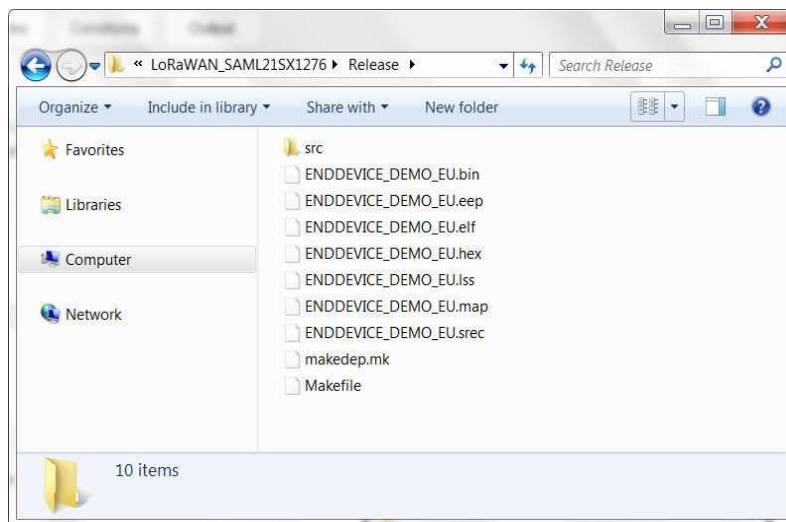 « LoRaWAN_SAML21SX1276 Release Search Release
Organize Include in library Share with New folder
Favorites
Libraries
Computer
Network
src
ENDDEVICE_DEMO_EU.bin
ENDDEVICE_DEMO_EU.eep
ENDDEVICE_DEMO_EU.elf
ENDDEVICE_DEMO_EU.hex
ENDDEVICE_DEMO_EU.lss
ENDDEVICE_DEMO_EU.map
ENDDEVICE_DEMO_EU.srec
makedep.mk
Makefile
10 items